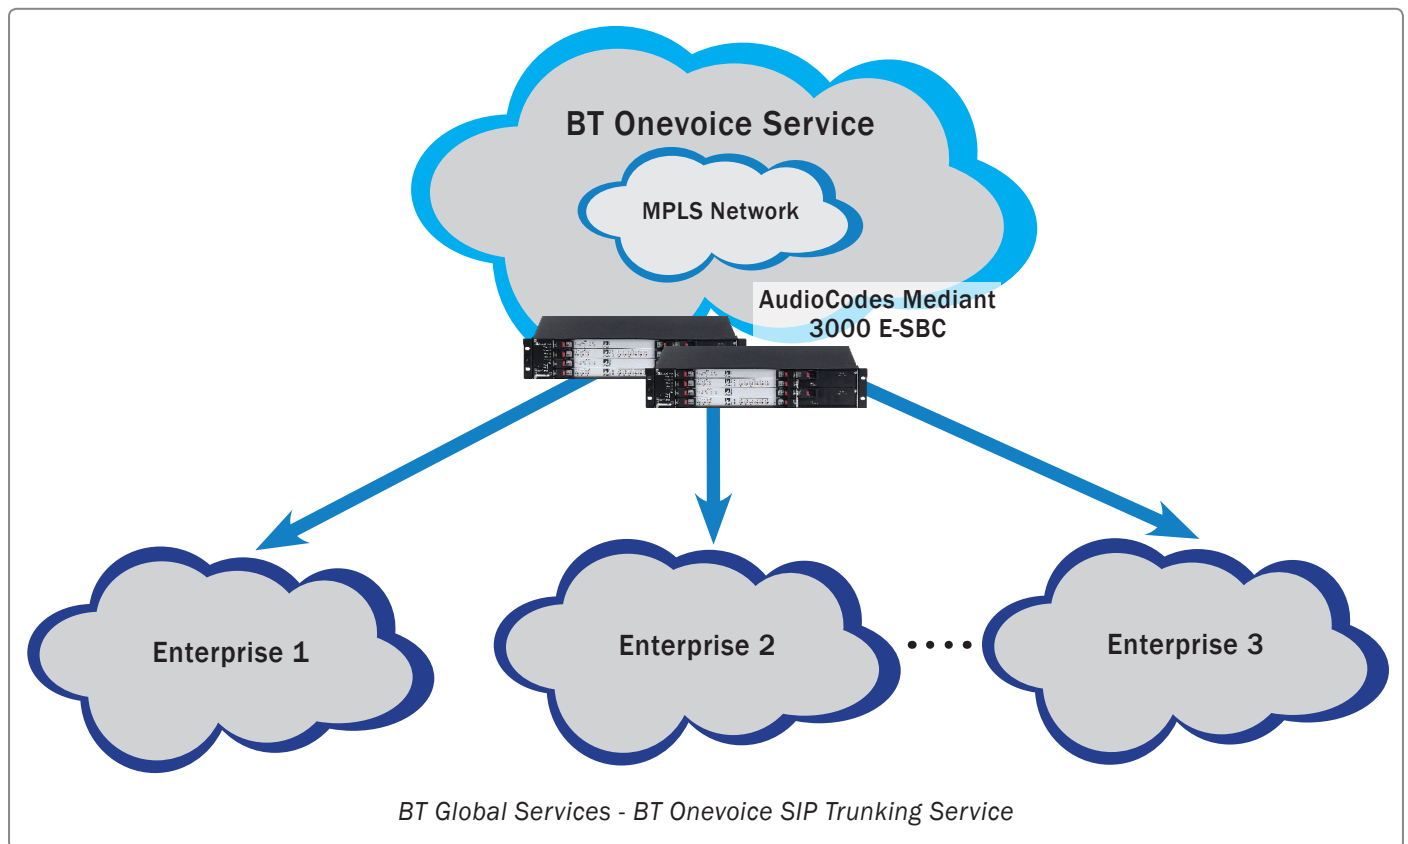 BT Onevoice Service
MPLS Network
AudioCodes Mediant
3000 E-SBC
Enterprise 1
Enterprise 2
Enterprise 3
BT Global Services - BT Onevoice SIP Trunking Service